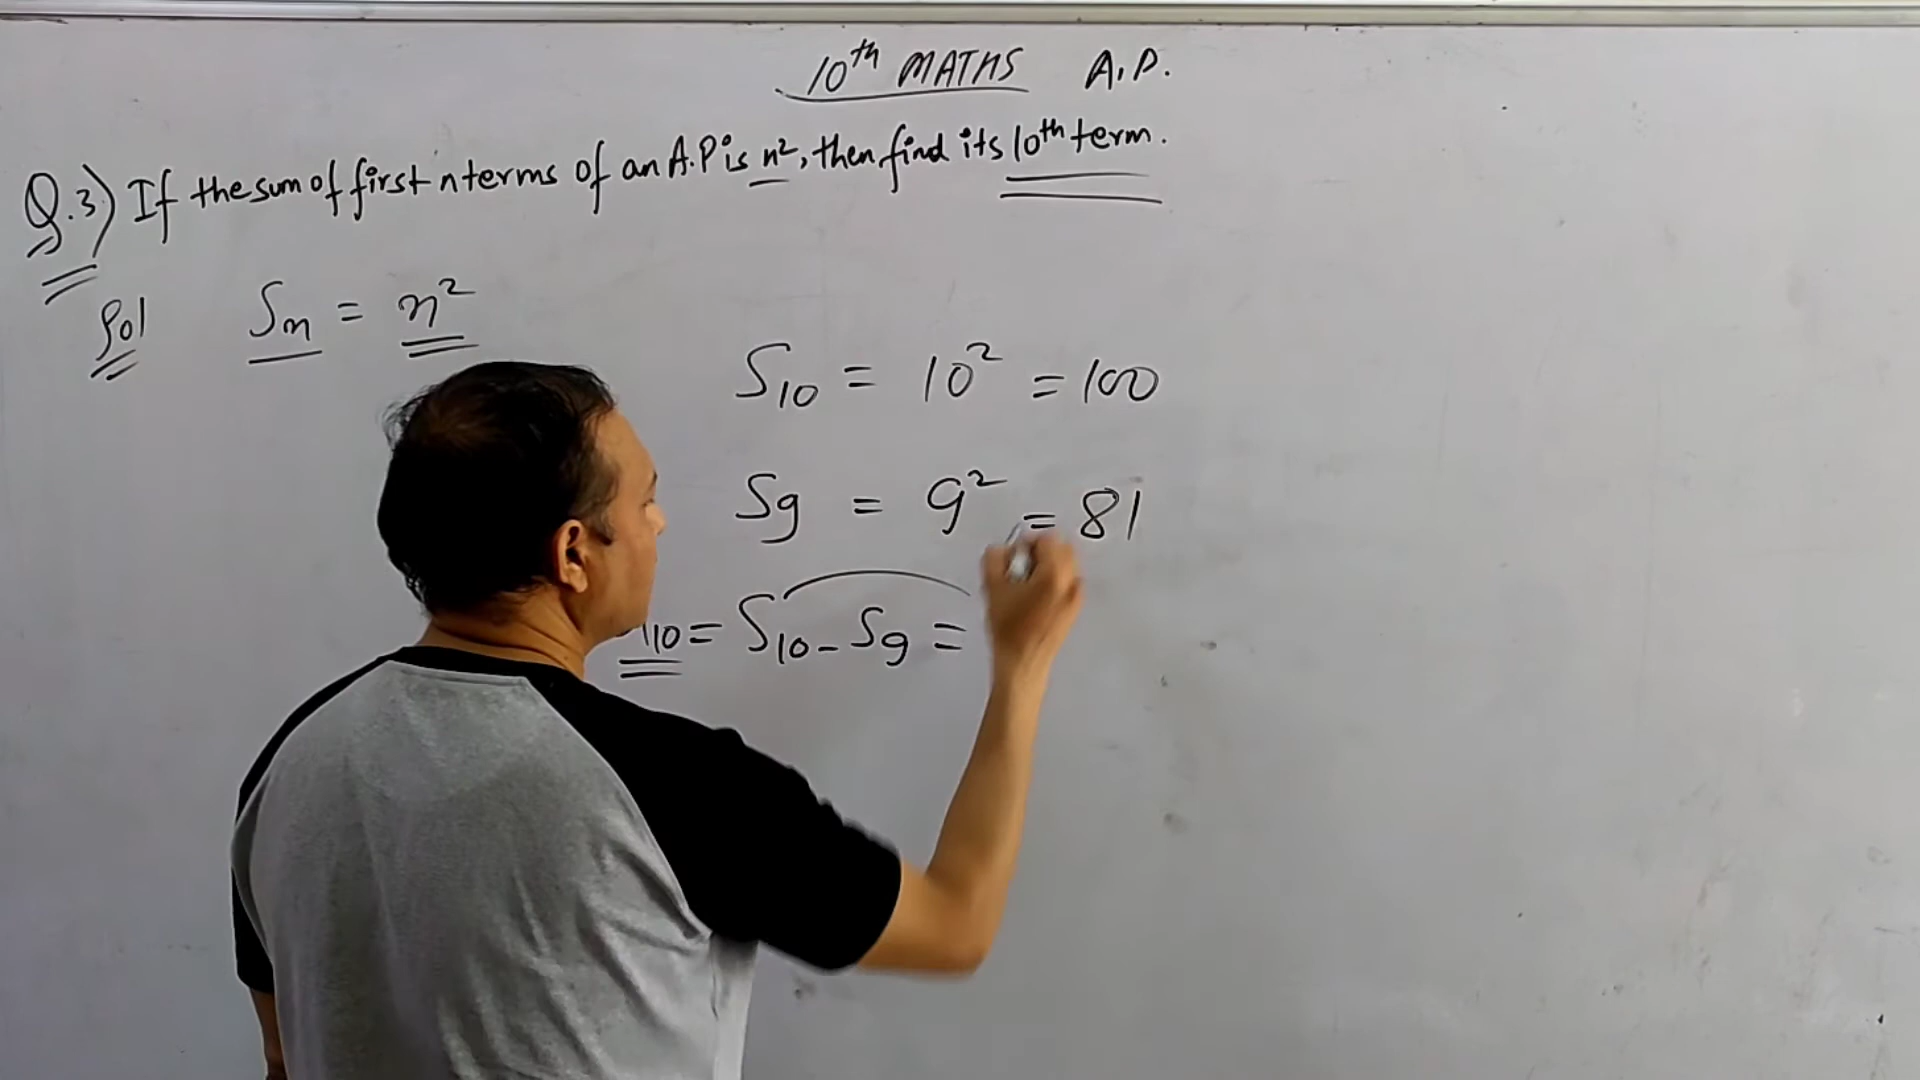 10th MATHS A.P.
Q.3) If the sum of first n terms of an A.P is n², then find its 10th term.
Sol Sn = n²
S10 = 10² = 100
S9 = 9² = 81
10 = S10 - S9 =